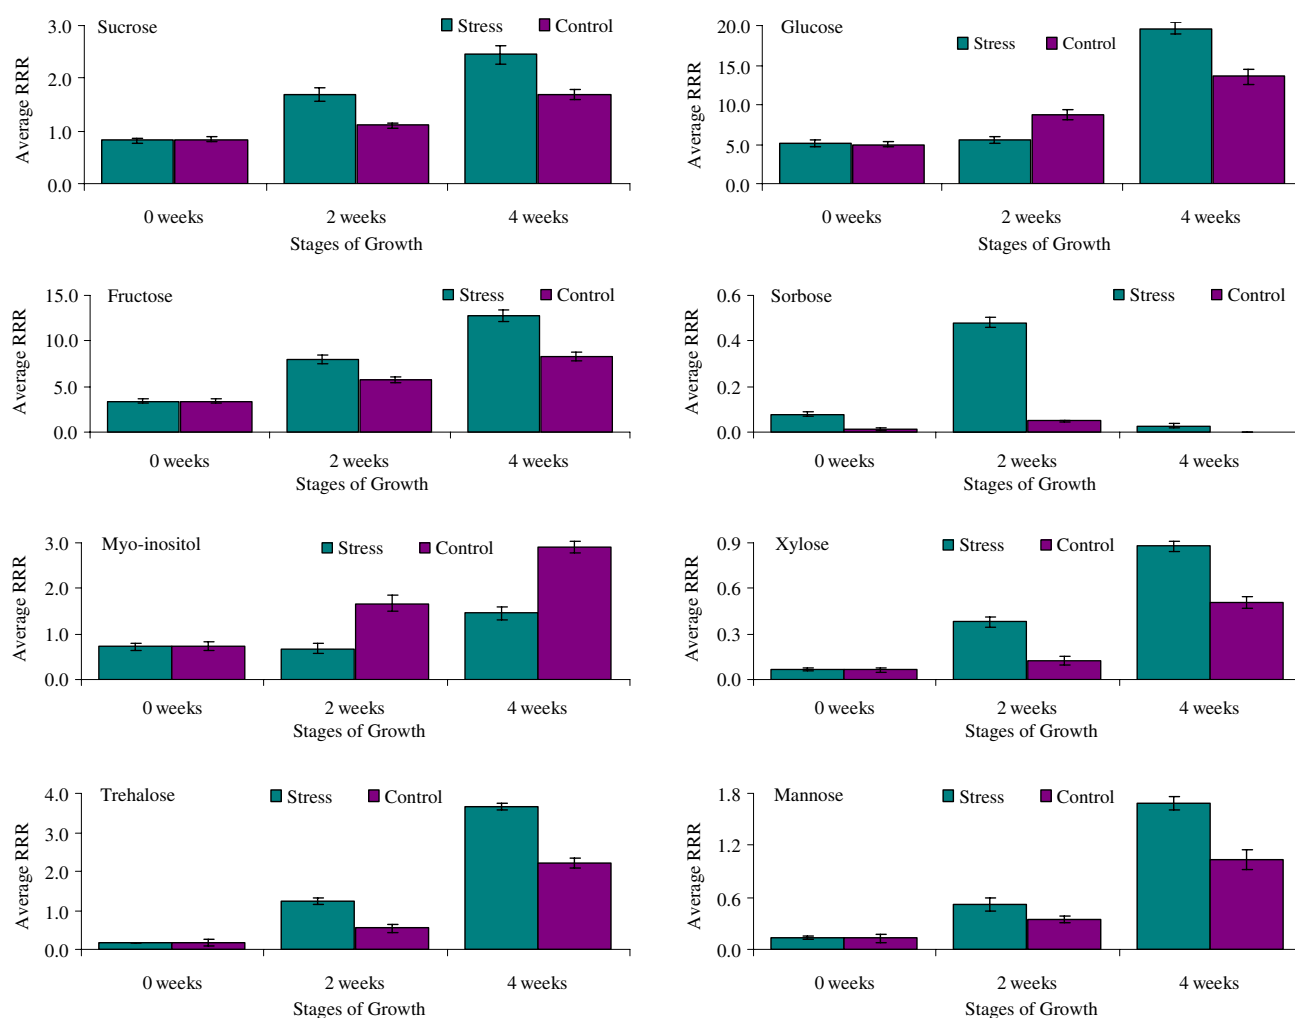 Sucrose
Stress Control
Average RRR
3.0
2.0
1.0
0.0
0 weeks 2 weeks 4 weeks
Stages of Growth
Glucose
Stress Control
Average RRR
20.0
15.0
10.0
5.0
0.0
0 weeks 2 weeks 4 weeks
Stages of Growth
Fructose
Stress Control
Average RRR
15.0
10.0
5.0
0.0
0 weeks 2 weeks 4 weeks
Stages of Growth
Sorbose
Stress Control
Average RRR
0.6
0.4
0.2
0.0
0 weeks 2 weeks 4 weeks
Stages of Growth
Myo-inositol
Stress Control
Average RRR
3.0
2.0
1.0
0.0
0 weeks 2 weeks 4 weeks
Stages of Growth
Xylose
Stress Control
Average RRR
0.9
0.6
0.3
0.0
0 weeks 2 weeks 4 weeks
Stages of Growth
Trehalose
Stress Control
Average RRR
4.0
3.0
2.0
1.0
0.0
0 weeks 2 weeks 4 weeks
Stages of Growth
Mannose
Stress Control
Average RRR
1.8
1.2
0.6
0.0
0 weeks 2 weeks 4 weeks
Stages of Growth